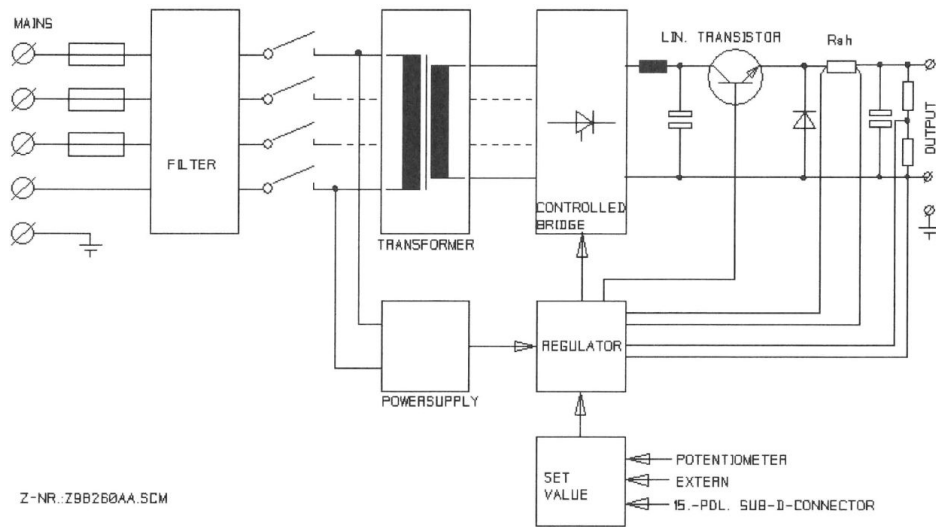 MAINS
FILTER
TRANSFORMER
CONTROLLED
BRIDGE
LIN. TRANSISTOR
Rsh
OUTPUT
POWERSUPPLY
REGULATOR
SET
VALUE
POTENTIOMETER
EXTERN
15.-POL. SUB-D-CONNECTOR
Z-NR.:Z98260AA.SCM